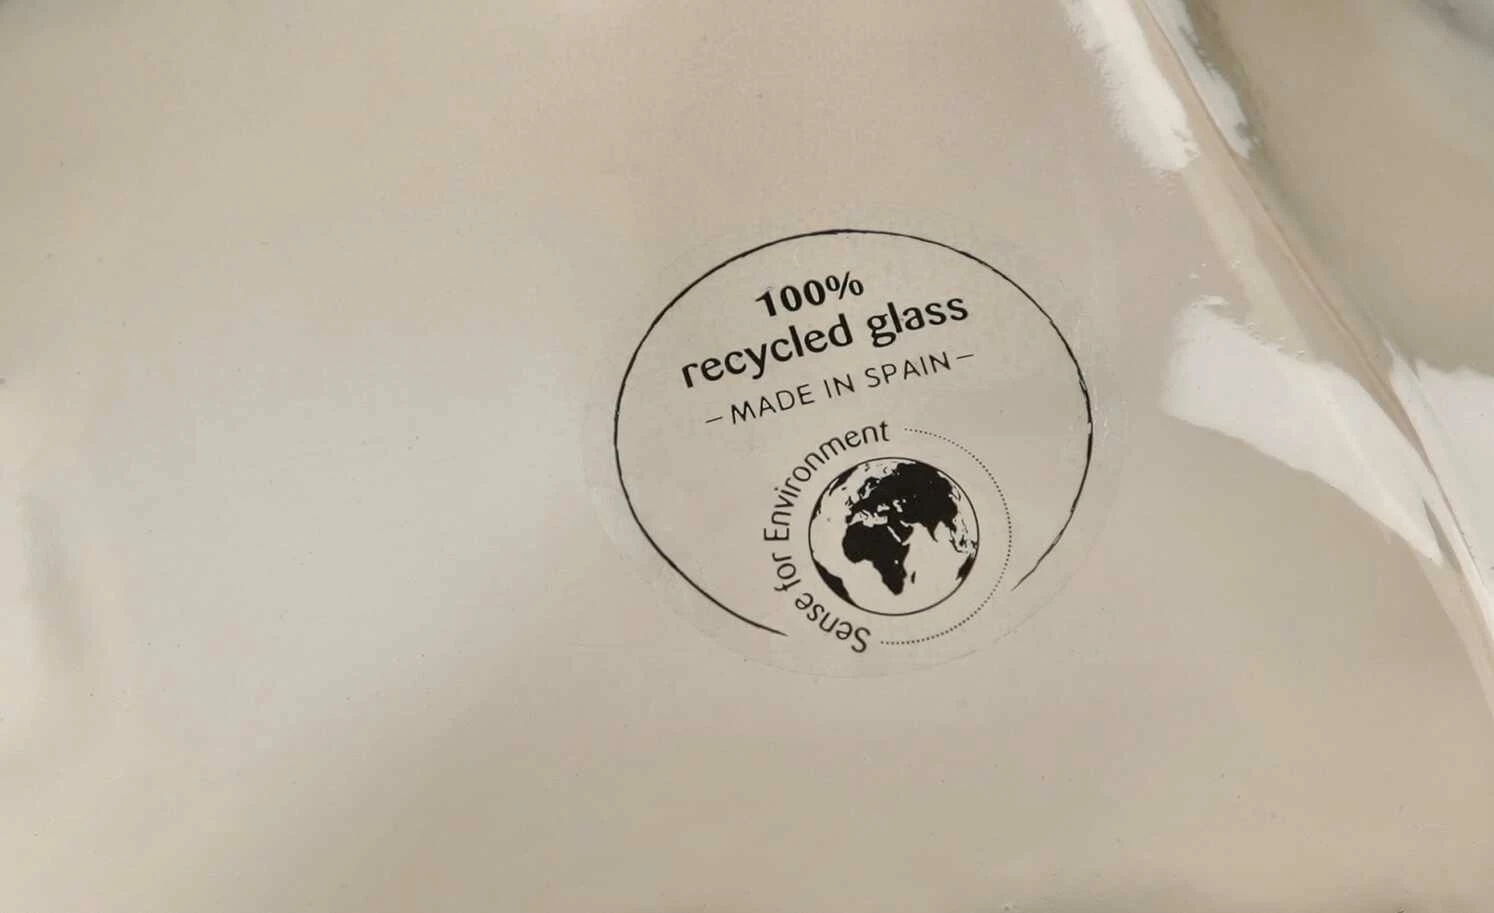 100%
recycled glass
– MADE IN SPAIN –
Sense for Environment